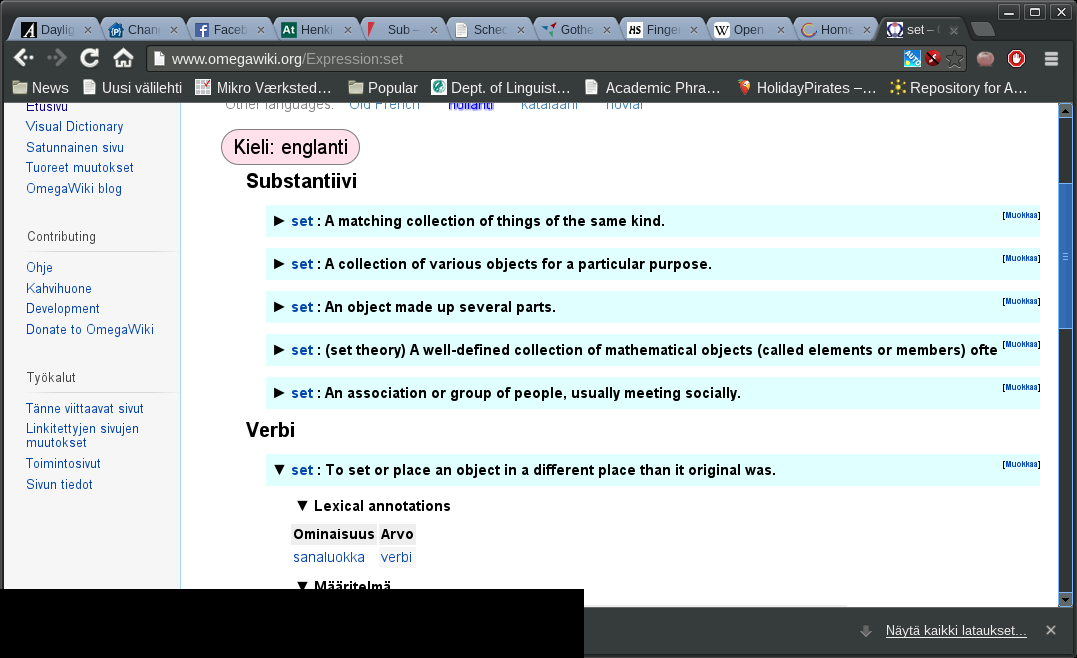 Daylig
Chan
Faceb
Henki
Sub –
Sched
Gothe
Finger
Open
Home
set – 
www.omegawiki.org/Expression:set
News
Uusi välilehti
Mikro Værksted…
Popular
Dept. of Linguist…
Academic Phra…
HolidayPirates –…
Repository for A…
Etusivu
Visual Dictionary
Satunnainen sivu
Tuoreet muutokset
OmegaWiki blog
Contributing
Ohje
Kahvihuone
Development
Donate to OmegaWiki
Työkalut
Tänne viittaavat sivut
Linkitettyjen sivujen
muutokset
Toimintosivut
Sivun tiedot
Other languages: Old French hollanti katalaani novial
Kieli: englanti
Substantiivi
set : A matching collection of things of the same kind. [Muokkaa]
set : A collection of various objects for a particular purpose. [Muokkaa]
set : An object made up several parts. [Muokkaa]
set : (set theory) A well-defined collection of mathematical objects (called elements or members) ofte [Muokkaa]
set : An association or group of people, usually meeting socially. [Muokkaa]
Verbi
set : To set or place an object in a different place than it original was. [Muokkaa]
Lexical annotations
Ominaisuus Arvo
sanaluokka verbi
Määritelmä
Näytä kaikki lataukset...